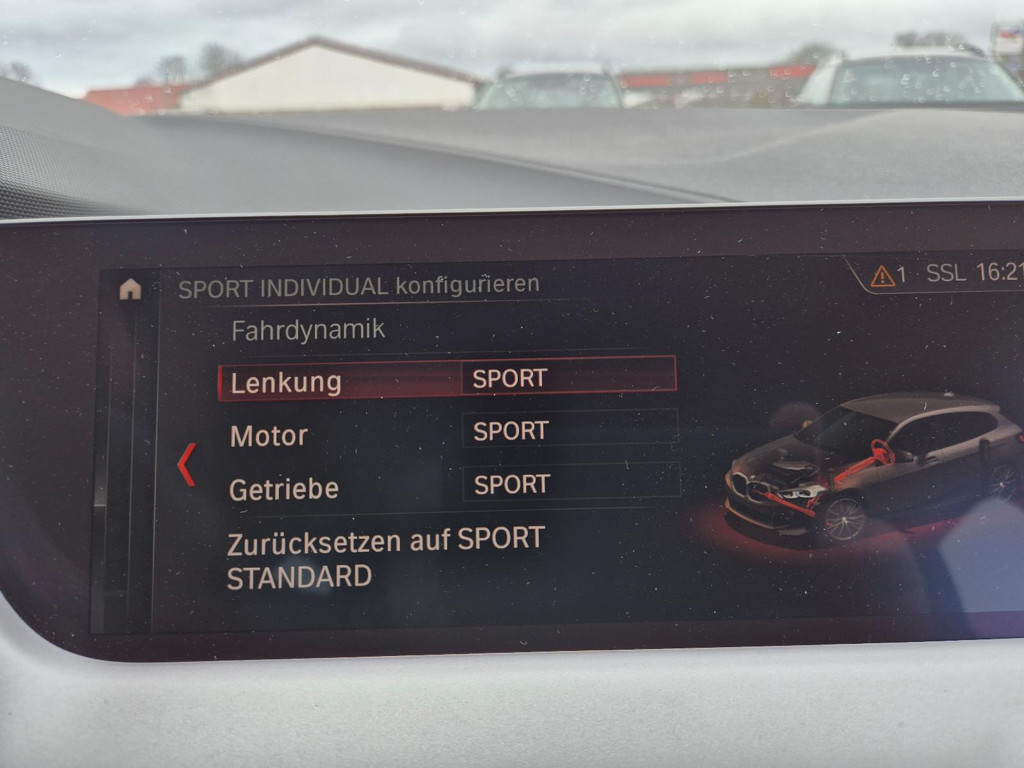 SPORT INDIVIDUAL konfigurieren
1 SSL 16:21
Fahrdynamik
Lenkung SPORT
Motor SPORT
Getriebe SPORT
Zurücksetzen auf SPORT
STANDARD